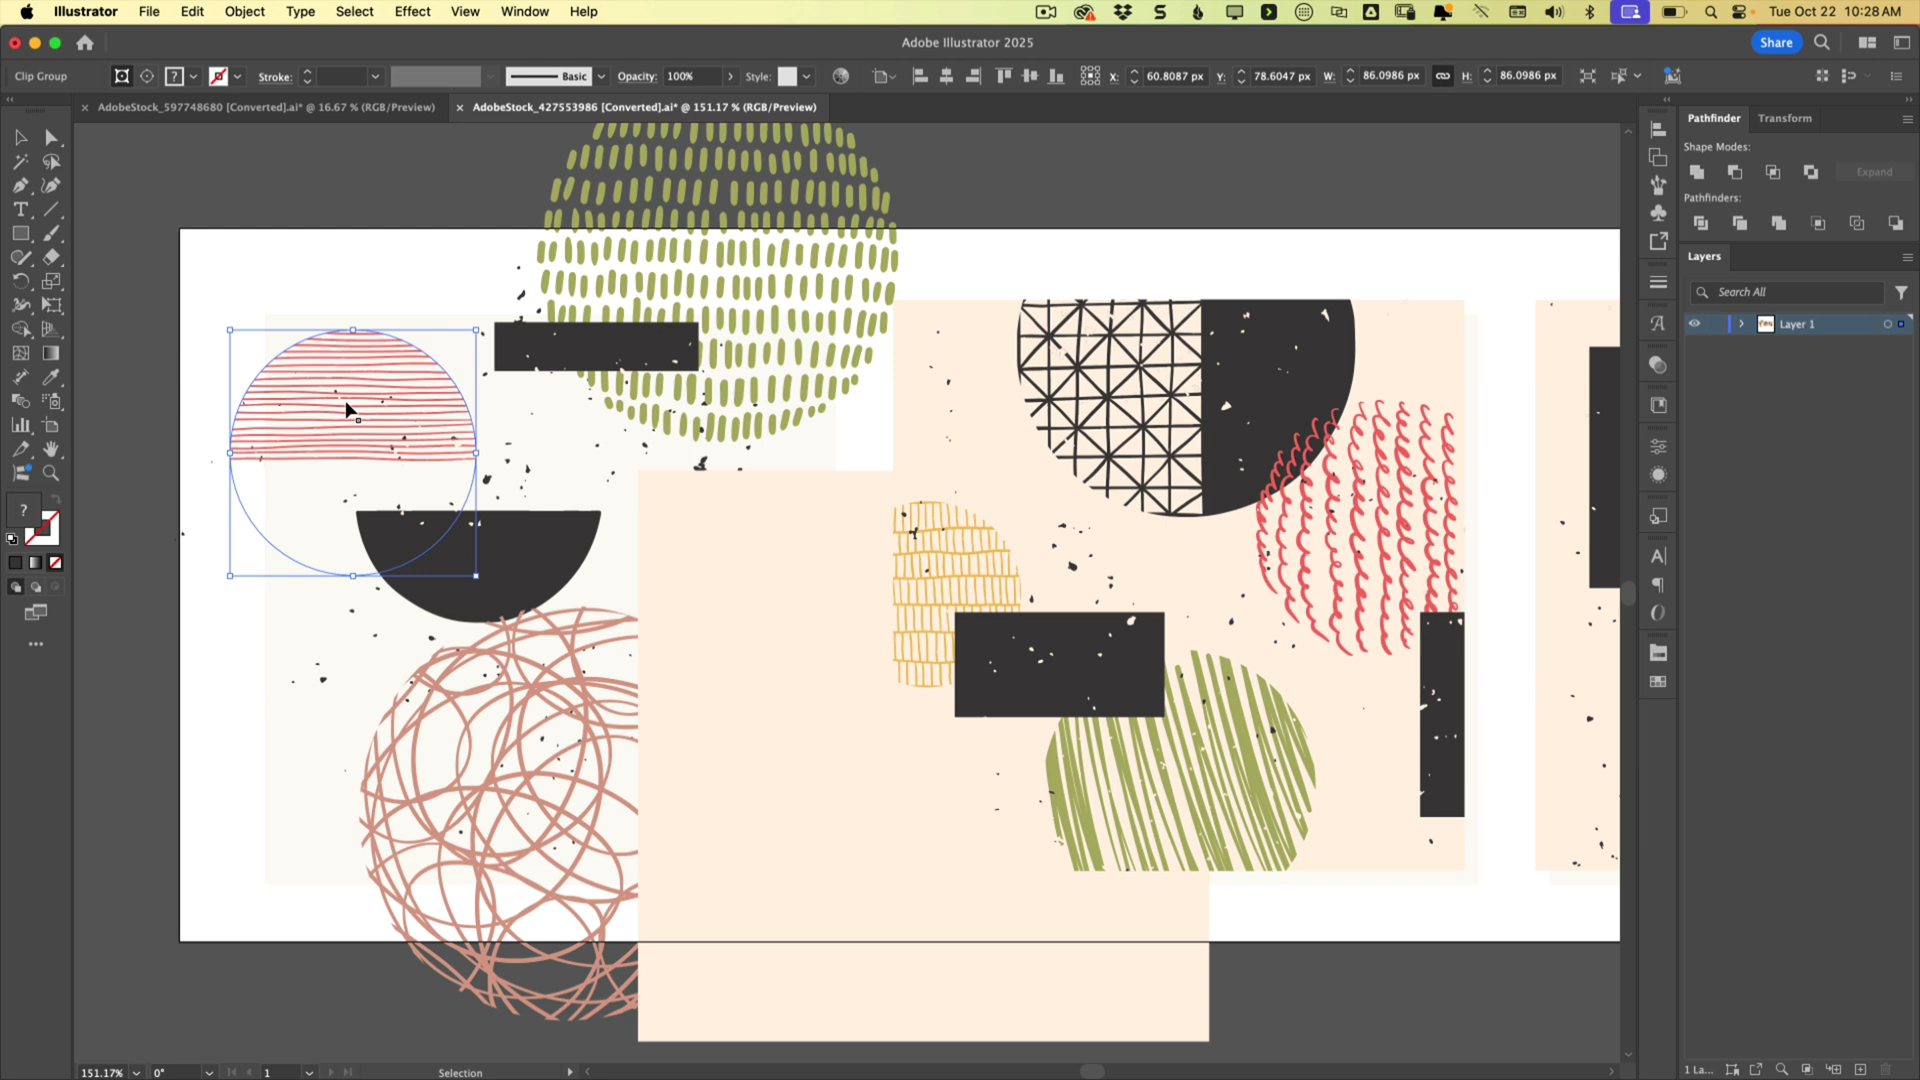 Illustrator File Edit Object Type Select Effect View Window Help
Tue Oct 22 10:28 AM
Adobe Illustrator 2025
Share
Clip Group
?
Stroke:
Basic
Opacity: 100%
Style:
X: 60.8087 px
Y: 78.6047 px
W: 86.0986 px
H: 86.0986 px
AdobeStock_597748680 [Converted].ai* @ 16.67 % (RGB/Preview)
AdobeStock_427553986 [Converted].ai* @ 151.17 % (RGB/Preview)
Pathfinder
Transform
Shape Modes:
Expand
Pathfinders:
Layers
Search All
Layer 1
?
151.17%
0°
1
Selection
1 La...